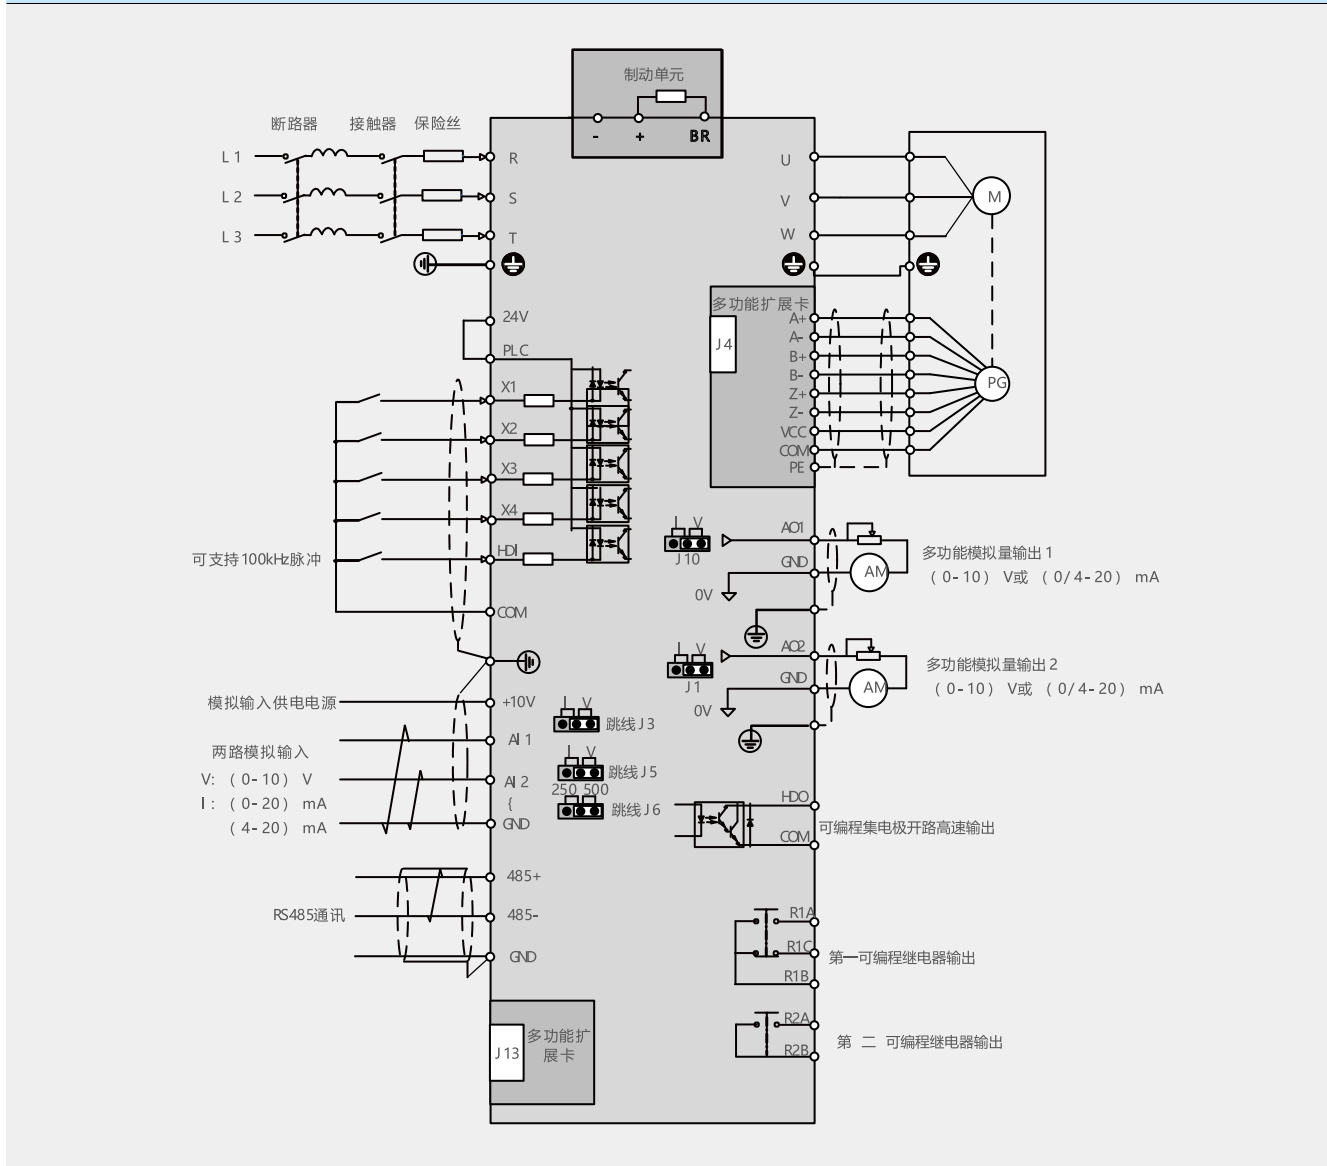 制动单元
- + BR
断路器 接触器 保险丝
L1
L2
L3
R
S
T
U
V
W
M
24V
PLC
X1
X2
X3
X4
HDI
可支持100kHz脉冲
COM
多功能扩展卡
J4
A+
A-
B+
B-
Z+
Z-
VCC
COM
PE
PG
I V
J10
AO1
GND
0V
AM
多功能模拟量输出1
(0-10) V或 (0/4-20) mA
I V
J1
AO2
GND
0V
AM
多功能模拟量输出2
(0-10) V或 (0/4-20) mA
模拟输入供电电源
+10V
两路模拟输入
V: (0-10) V
I: (0-20) mA
(4-20) mA
AI1
AI2
{
GND
I V
跳线J3
I V
跳线J5
250 500
跳线J6
HDO
COM
可编程集电极开路高速输出
RS485通讯
485+
485-
GND
R1A
R1C
R1B
第一可编程继电器输出
R2A
R2B
第 二 可编程继电器输出
J13
多功能扩
展卡